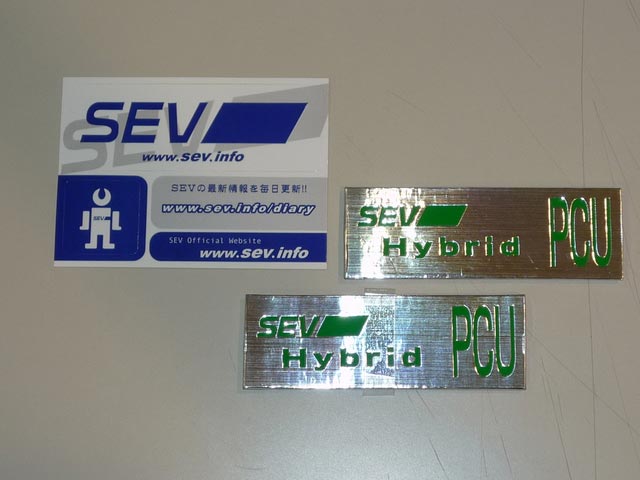 SEV
SEV
www.sev.info
SEVの最新情報を毎日更新!!
www.sev.info/diary
SEV
SEV Official Website
www.sev.info
SEV
Hybrid
PCU
SEV
Hybrid
PCU